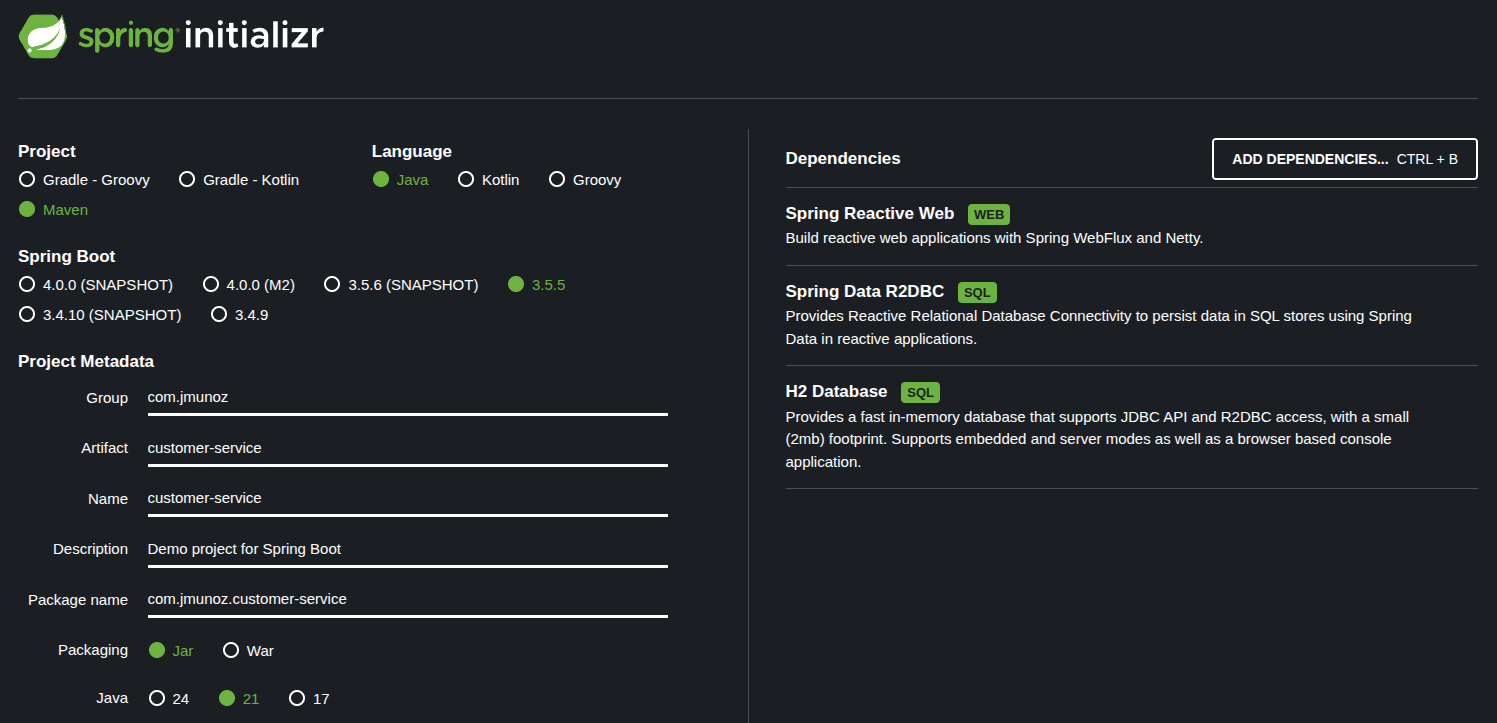 spring initializr
Project
Gradle - Groovy Gradle - Kotlin
Maven
Language
Java Kotlin Groovy
Spring Boot
4.0.0 (SNAPSHOT) 4.0.0 (M2) 3.5.6 (SNAPSHOT) 3.5.5
3.4.10 (SNAPSHOT) 3.4.9
Project Metadata
Group com.jmunoz
Artifact customer-service
Name customer-service
Description Demo project for Spring Boot
Package name com.jmunoz.customer-service
Packaging Jar War
Java 24 21 17
Dependencies ADD DEPENDENCIES... CTRL + B
Spring Reactive Web WEB
Build reactive web applications with Spring WebFlux and Netty.
Spring Data R2DBC SQL
Provides Reactive Relational Database Connectivity to persist data in SQL stores using Spring
Data in reactive applications.
H2 Database SQL
Provides a fast in-memory database that supports JDBC API and R2DBC access, with a small
(2mb) footprint. Supports embedded and server modes as well as a browser based console
application.